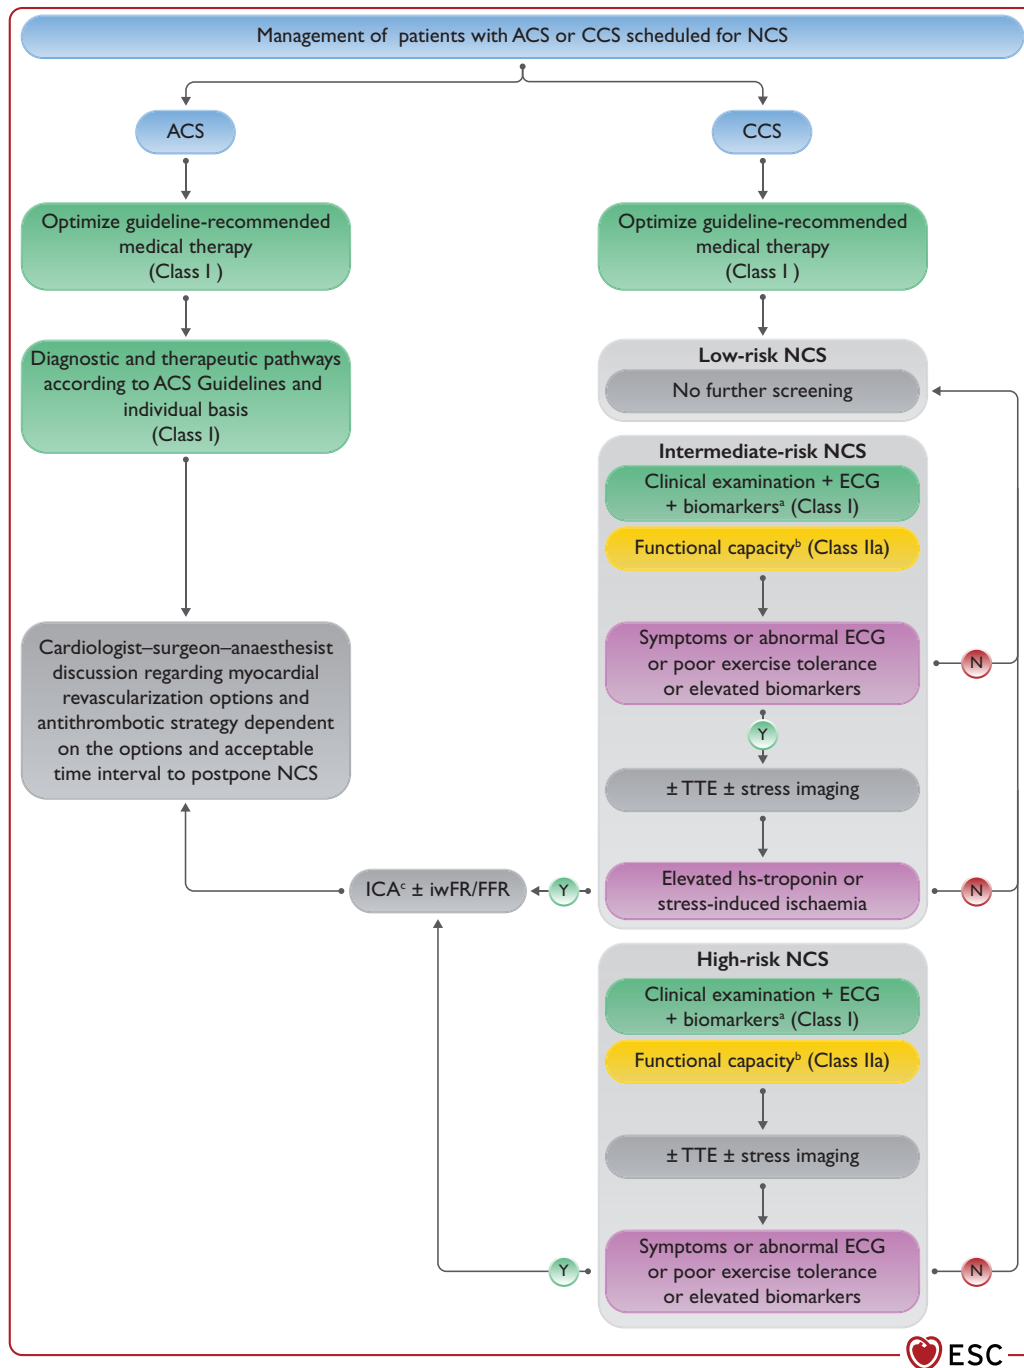 Management of patients with ACS or CCS scheduled for NCS
ACS
Optimize guideline-recommended
medical therapy
(Class I )
Diagnostic and therapeutic pathways
according to ACS Guidelines and
individual basis
(Class I)
Cardiologist–surgeon–anaesthesist
discussion regarding myocardial
revascularization options and
antithrombotic strategy dependent
on the options and acceptable
time interval to postpone NCS
CCS
Optimize guideline-recommended
medical therapy
(Class I )
Low-risk NCS
No further screening
Intermediate-risk NCS
Clinical examination + ECG
+ biomarkersᵃ (Class I)
Functional capacityᵇ (Class IIa)
Symptoms or abnormal ECG
or poor exercise tolerance
or elevated biomarkers
N
Y
± TTE ± stress imaging
Elevated hs-troponin or
stress-induced ischaemia
N
Y
ICAᶜ ± iwFR/FFR
High-risk NCS
Clinical examination + ECG
+ biomarkersᵃ (Class I)
Functional capacityᵇ (Class IIa)
± TTE ± stress imaging
Symptoms or abnormal ECG
or poor exercise tolerance
or elevated biomarkers
Y
N
ESC